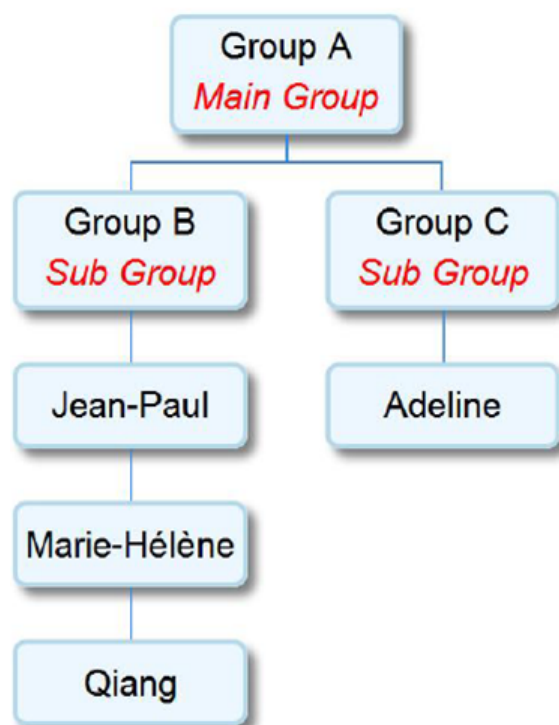 Group A
Main Group
Group B
Sub Group
Group C
Sub Group
Jean-Paul
Adeline
Marie-Hélène
Qiang